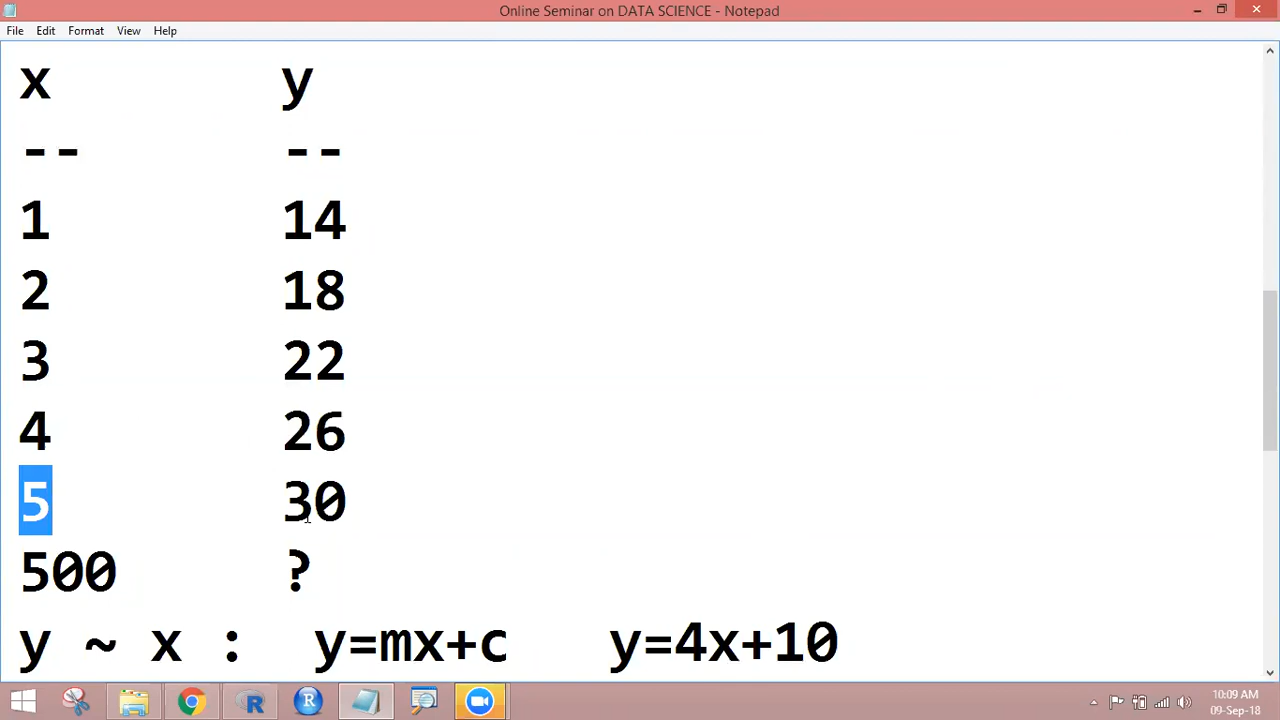 Online Seminar on DATA SCIENCE - Notepad
File Edit Format View Help
x y
-- --
1 14
2 18
3 22
4 26
5 30
500 ?
y ~ x : y=mx+c y=4x+10
R R
10:09 AM
09-Sep-18